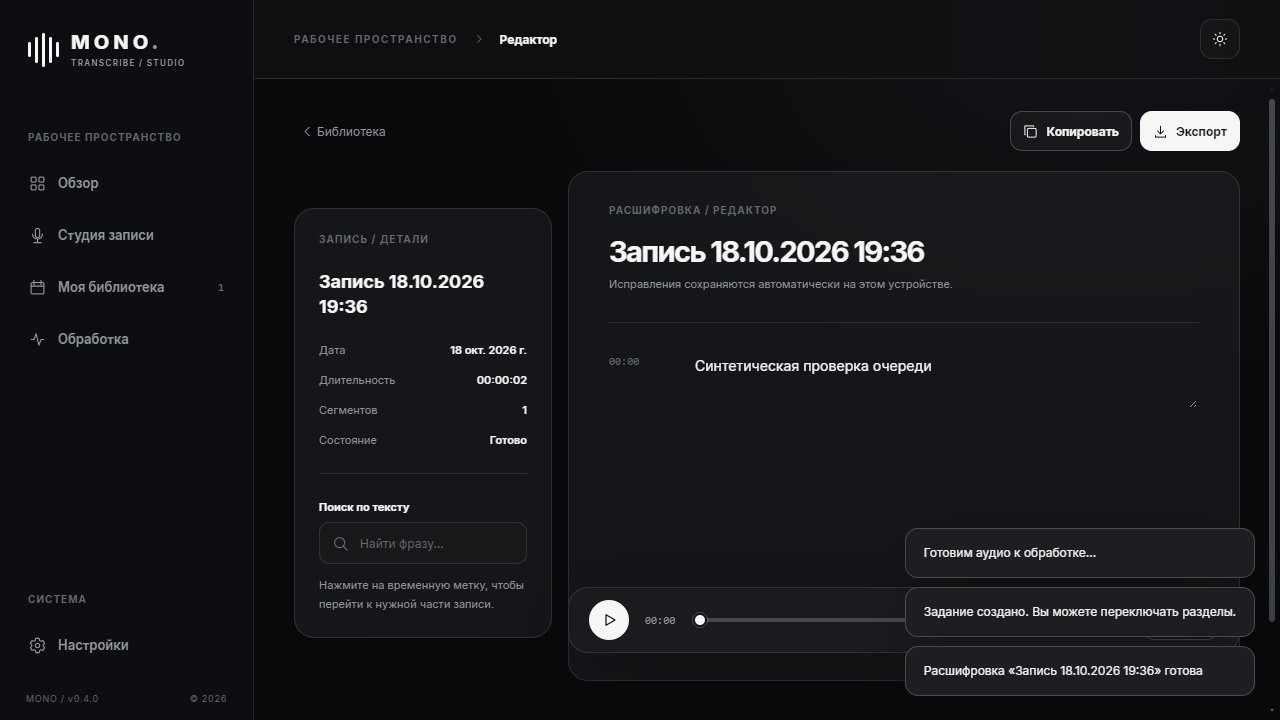 MONO.
TRANSCRIBE / STUDIO
РАБОЧЕЕ ПРОСТРАНСТВО
Обзор
Студия записи
Моя библиотека 1
Обработка
СИСТЕМА
Настройки
MONO / v0.4.0 © 2026
РАБОЧЕЕ ПРОСТРАНСТВО > Редактор
Библиотека
Копировать
Экспорт
ЗАПИСЬ / ДЕТАЛИ
Запись 18.10.2026
19:36
Дата 18 окт. 2026 г.
Длительность 00:00:02
Сегментов 1
Состояние Готово
Поиск по тексту
Найти фразу...
Нажмите на временную метку, чтобы
перейти к нужной части записи.
РАСШИФРОВКА / РЕДАКТОР
Запись 18.10.2026 19:36
Исправления сохраняются автоматически на этом устройстве.
00:00 Синтетическая проверка очереди
00:00
Готовим аудио к обработке...
Задание создано. Вы можете переключать разделы.
Расшифровка «Запись 18.10.2026 19:36» готова